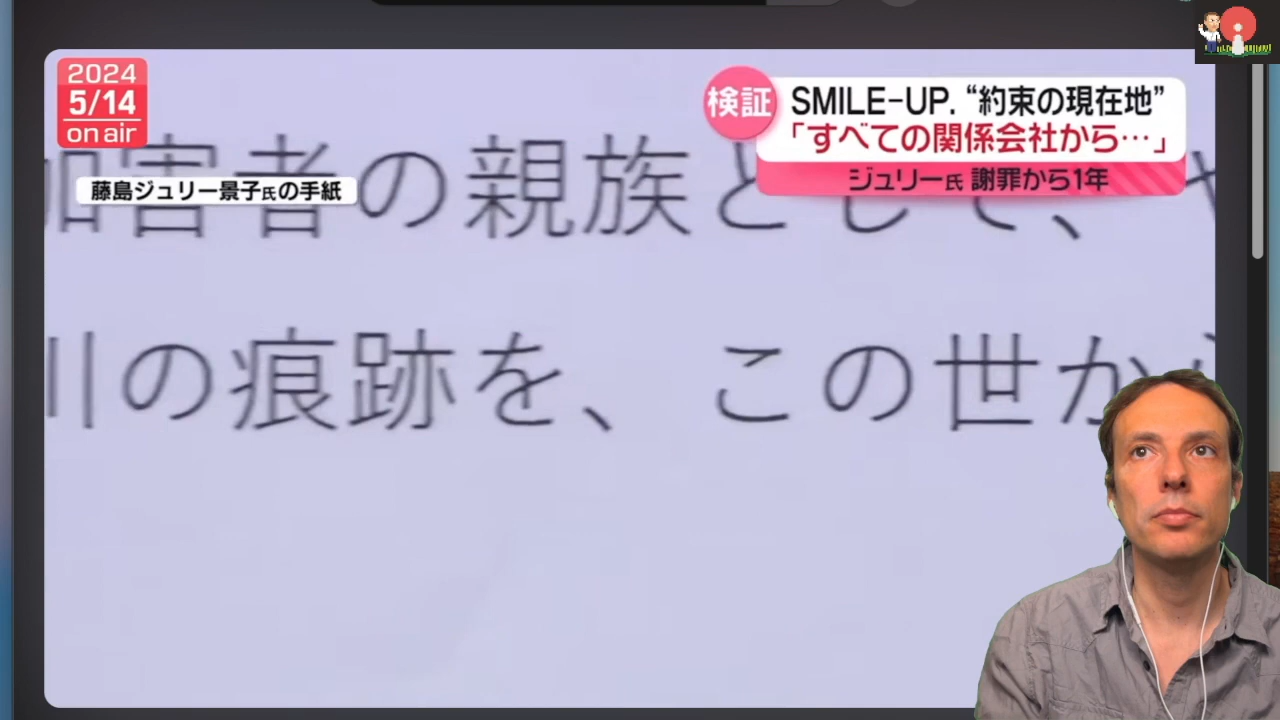 2024
5/14
on air
検証
SMILE-UP. “約束の現在地”
「すべての関係会社から…」
ジュリー氏 謝罪から1年
藤島ジュリー景子氏の手紙
加害者の親族として、
の痕跡を、この世から